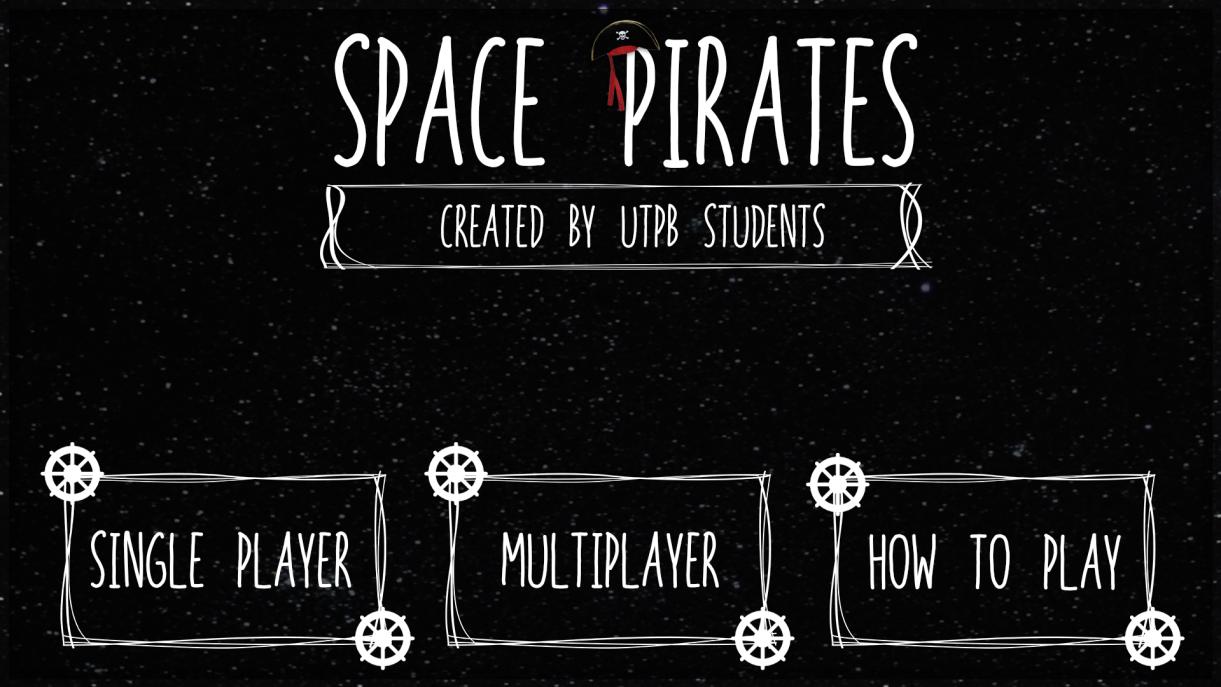 SPACE PIRATES
CREATED BY UTPB STUDENTS
SINGLE PLAYER
MULTIPLAYER
HOW TO PLAY